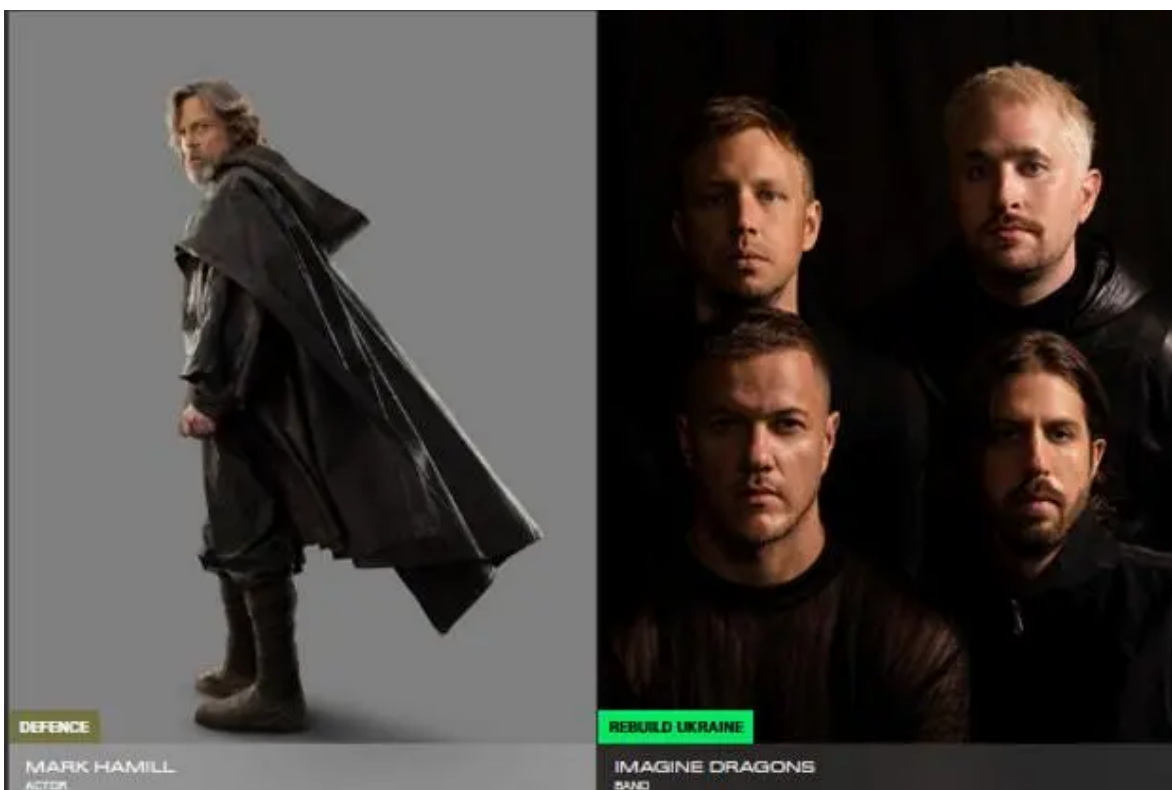 DEFENCE
MARK HAMILL
ACTOR
REBUILD UKRAINE
IMAGINE DRAGONS
BAND